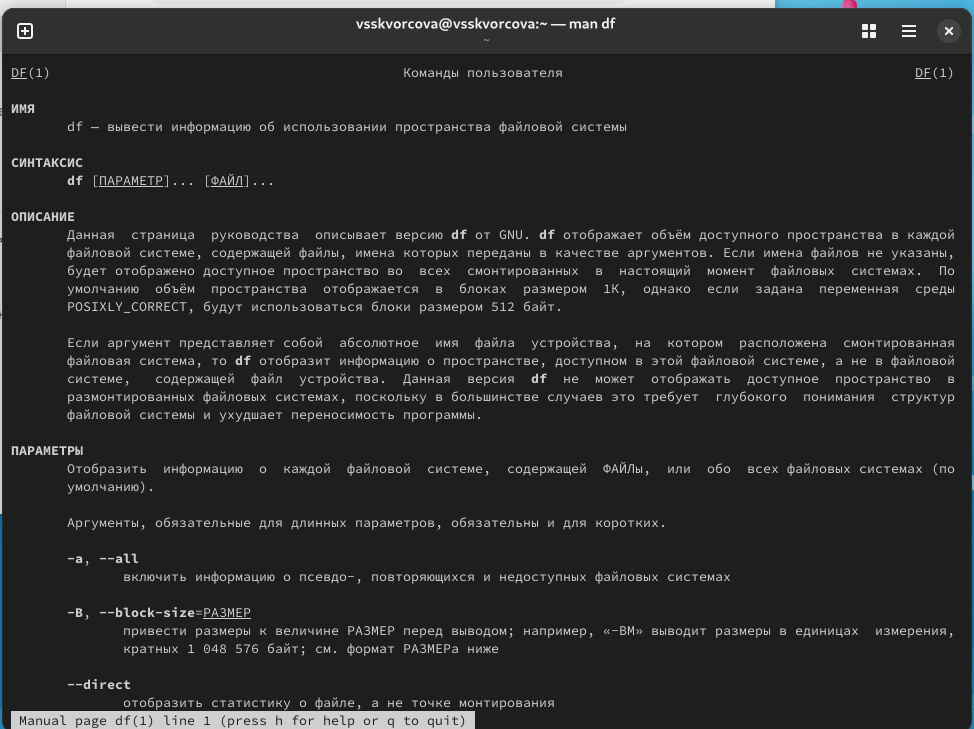 vsskvorcova@vsskvorcova:~ — man df
~
DF(1) Команды пользователя DF(1)
ИМЯ
df – вывести информацию об использовании пространства файловой системы
СИНТАКСИС
df [ПАРАМЕТР]... [ФАЙЛ]...
ОПИСАНИЕ
Данная страница руководства описывает версию df от GNU. df отображает объём доступного пространства в каждой
файловой системе, содержащей файлы, имена которых переданы в качестве аргументов. Если имена файлов не указаны,
будет отображено доступное пространство во всех смонтированных в настоящий момент файловых системах. По
умолчанию объём пространства отображается в блоках размером 1K, однако если задана переменная среды
POSIXLY_CORRECT, будут использоваться блоки размером 512 байт.
Если аргумент представляет собой абсолютное имя файла устройства, на котором расположена смонтированная
файловая система, то df отобразит информацию о пространстве, доступном в этой файловой системе, а не в файловой
системе, содержащей файл устройства. Данная версия df не может отображать доступное пространство в
размонтированных файловых системах, поскольку в большинстве случаев это требует глубокого понимания структур
файловой системы и ухудшает переносимость программы.
ПАРАМЕТРЫ
Отобразить информацию о каждой файловой системе, содержащей ФАЙЛы, или обо всех файловых системах (по
умолчанию).
Аргументы, обязательные для длинных параметров, обязательны и для коротких.
-a, --all
включить информацию о псевдо-, повторяющихся и недоступных файловых системах
-B, --block-size=РАЗМЕР
привести размеры к величине РАЗМЕР перед выводом; например, «-BM» выводит размеры в единицах измерения,
кратных 1 048 576 байт; см. формат РАЗМЕРа ниже
--direct
отобразить статистику о файле, а не точке монтирования
Manual page df(1) line 1 (press h for help or q to quit)